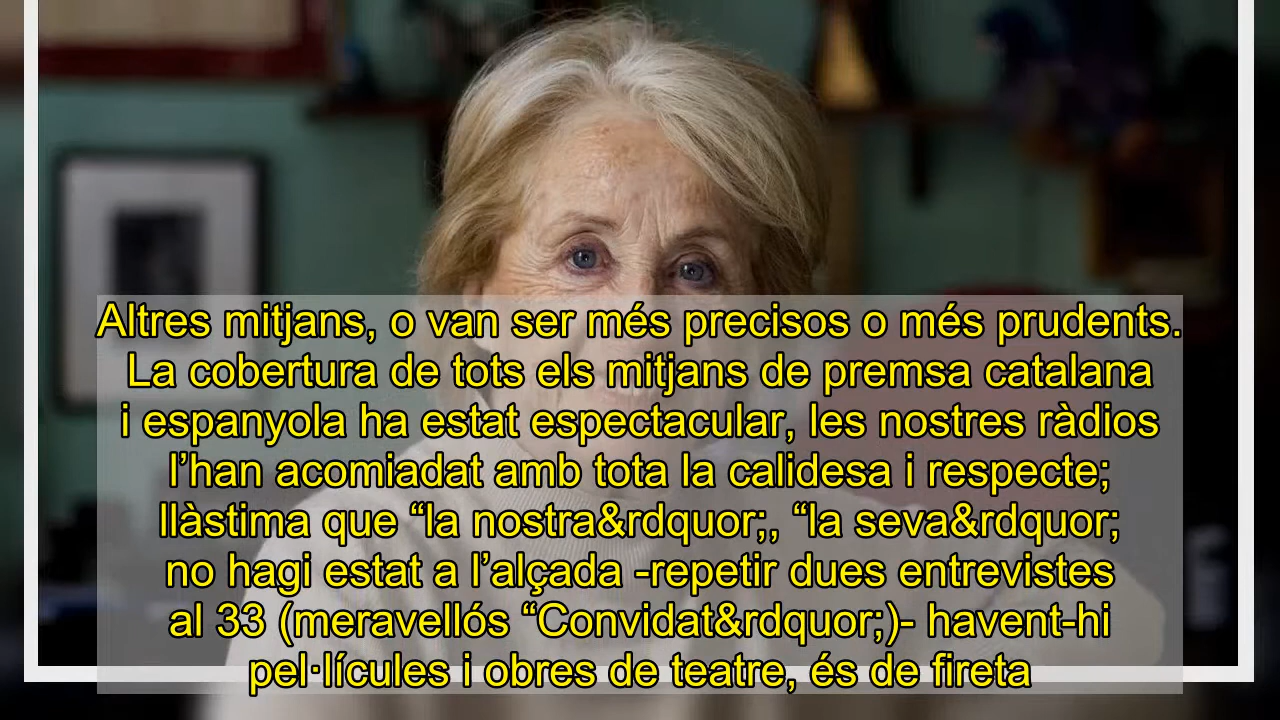 Altres mitjans, o van ser més precisos o més prudents.
La cobertura de tots els mitjans de premsa catalana
i espanyola ha estat espectacular, les nostres ràdios
l’han acomiadat amb tota la calidesa i respecte;
llàstima que “la nostra&rdquor;, “la seva&rdquor;
no hagi estat a l’alçada -repetir dues entrevistes
al 33 (meravellós “Convidat&rdquor;)- havent-hi
pel·lícules i obres de teatre, és de fireta